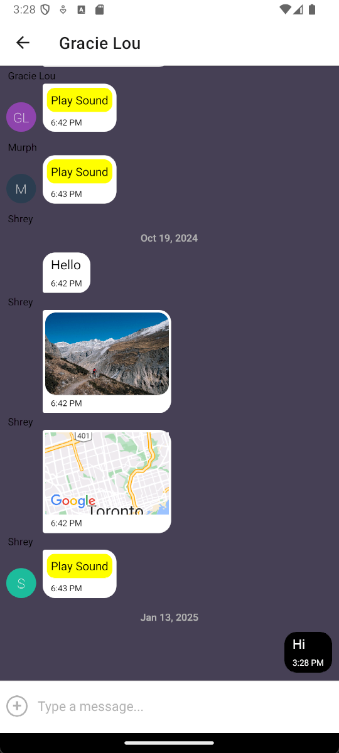 3:28
Gracie Lou
Gracie Lou
Play Sound
GL
6:42 PM
Murph
Play Sound
M
6:43 PM
Shrey
Oct 19, 2024
Hello
6:42 PM
Shrey
6:42 PM
Shrey
401
Google
Toronto
6:42 PM
Shrey
Play Sound
S
6:43 PM
Jan 13, 2025
Hi
3:28 PM
Type a message...